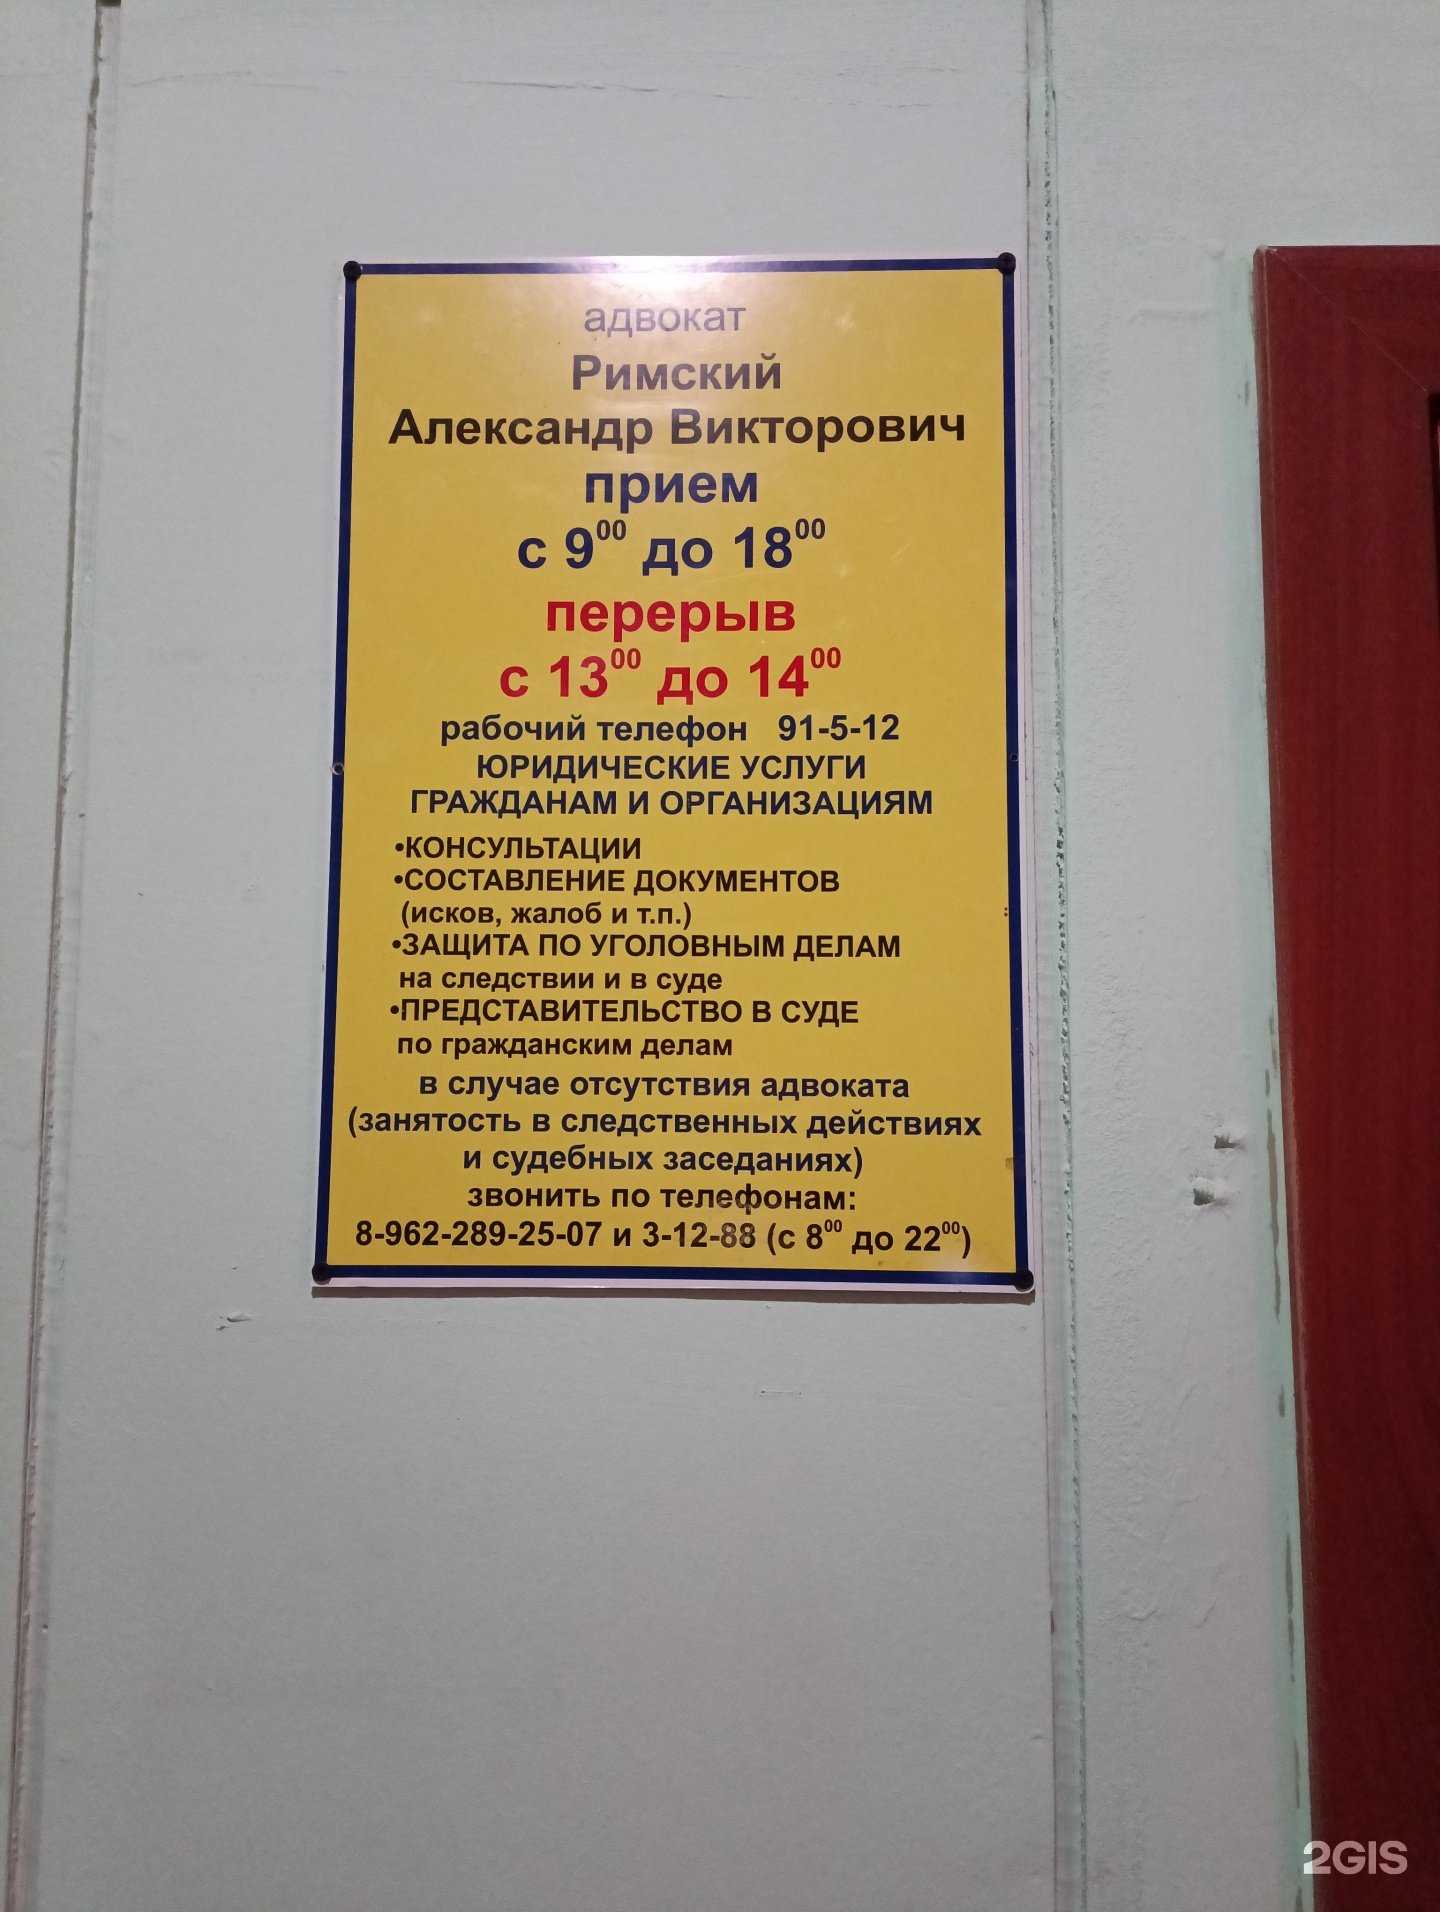 адвокат
Римский
Александр Викторович
прием
с 9⁰⁰ до 18⁰⁰
перерыв
с 13⁰⁰ до 14⁰⁰
рабочий телефон 91-5-12
ЮРИДИЧЕСКИЕ УСЛУГИ
ГРАЖДАНАМ И ОРГАНИЗАЦИЯМ
•КОНСУЛЬТАЦИИ
•СОСТАВЛЕНИЕ ДОКУМЕНТОВ
(исков, жалоб и т.п.)
•ЗАЩИТА ПО УГОЛОВНЫМ ДЕЛАМ
на следствии и в суде
•ПРЕДСТАВИТЕЛЬСТВО В СУДЕ
по гражданским делам
в случае отсутствия адвоката
(занятость в следственных действиях
и судебных заседаниях)
звонить по телефонам:
8-962-289-25-07 и 3-12-88 (с 8⁰⁰ до 22⁰⁰)
2GIS